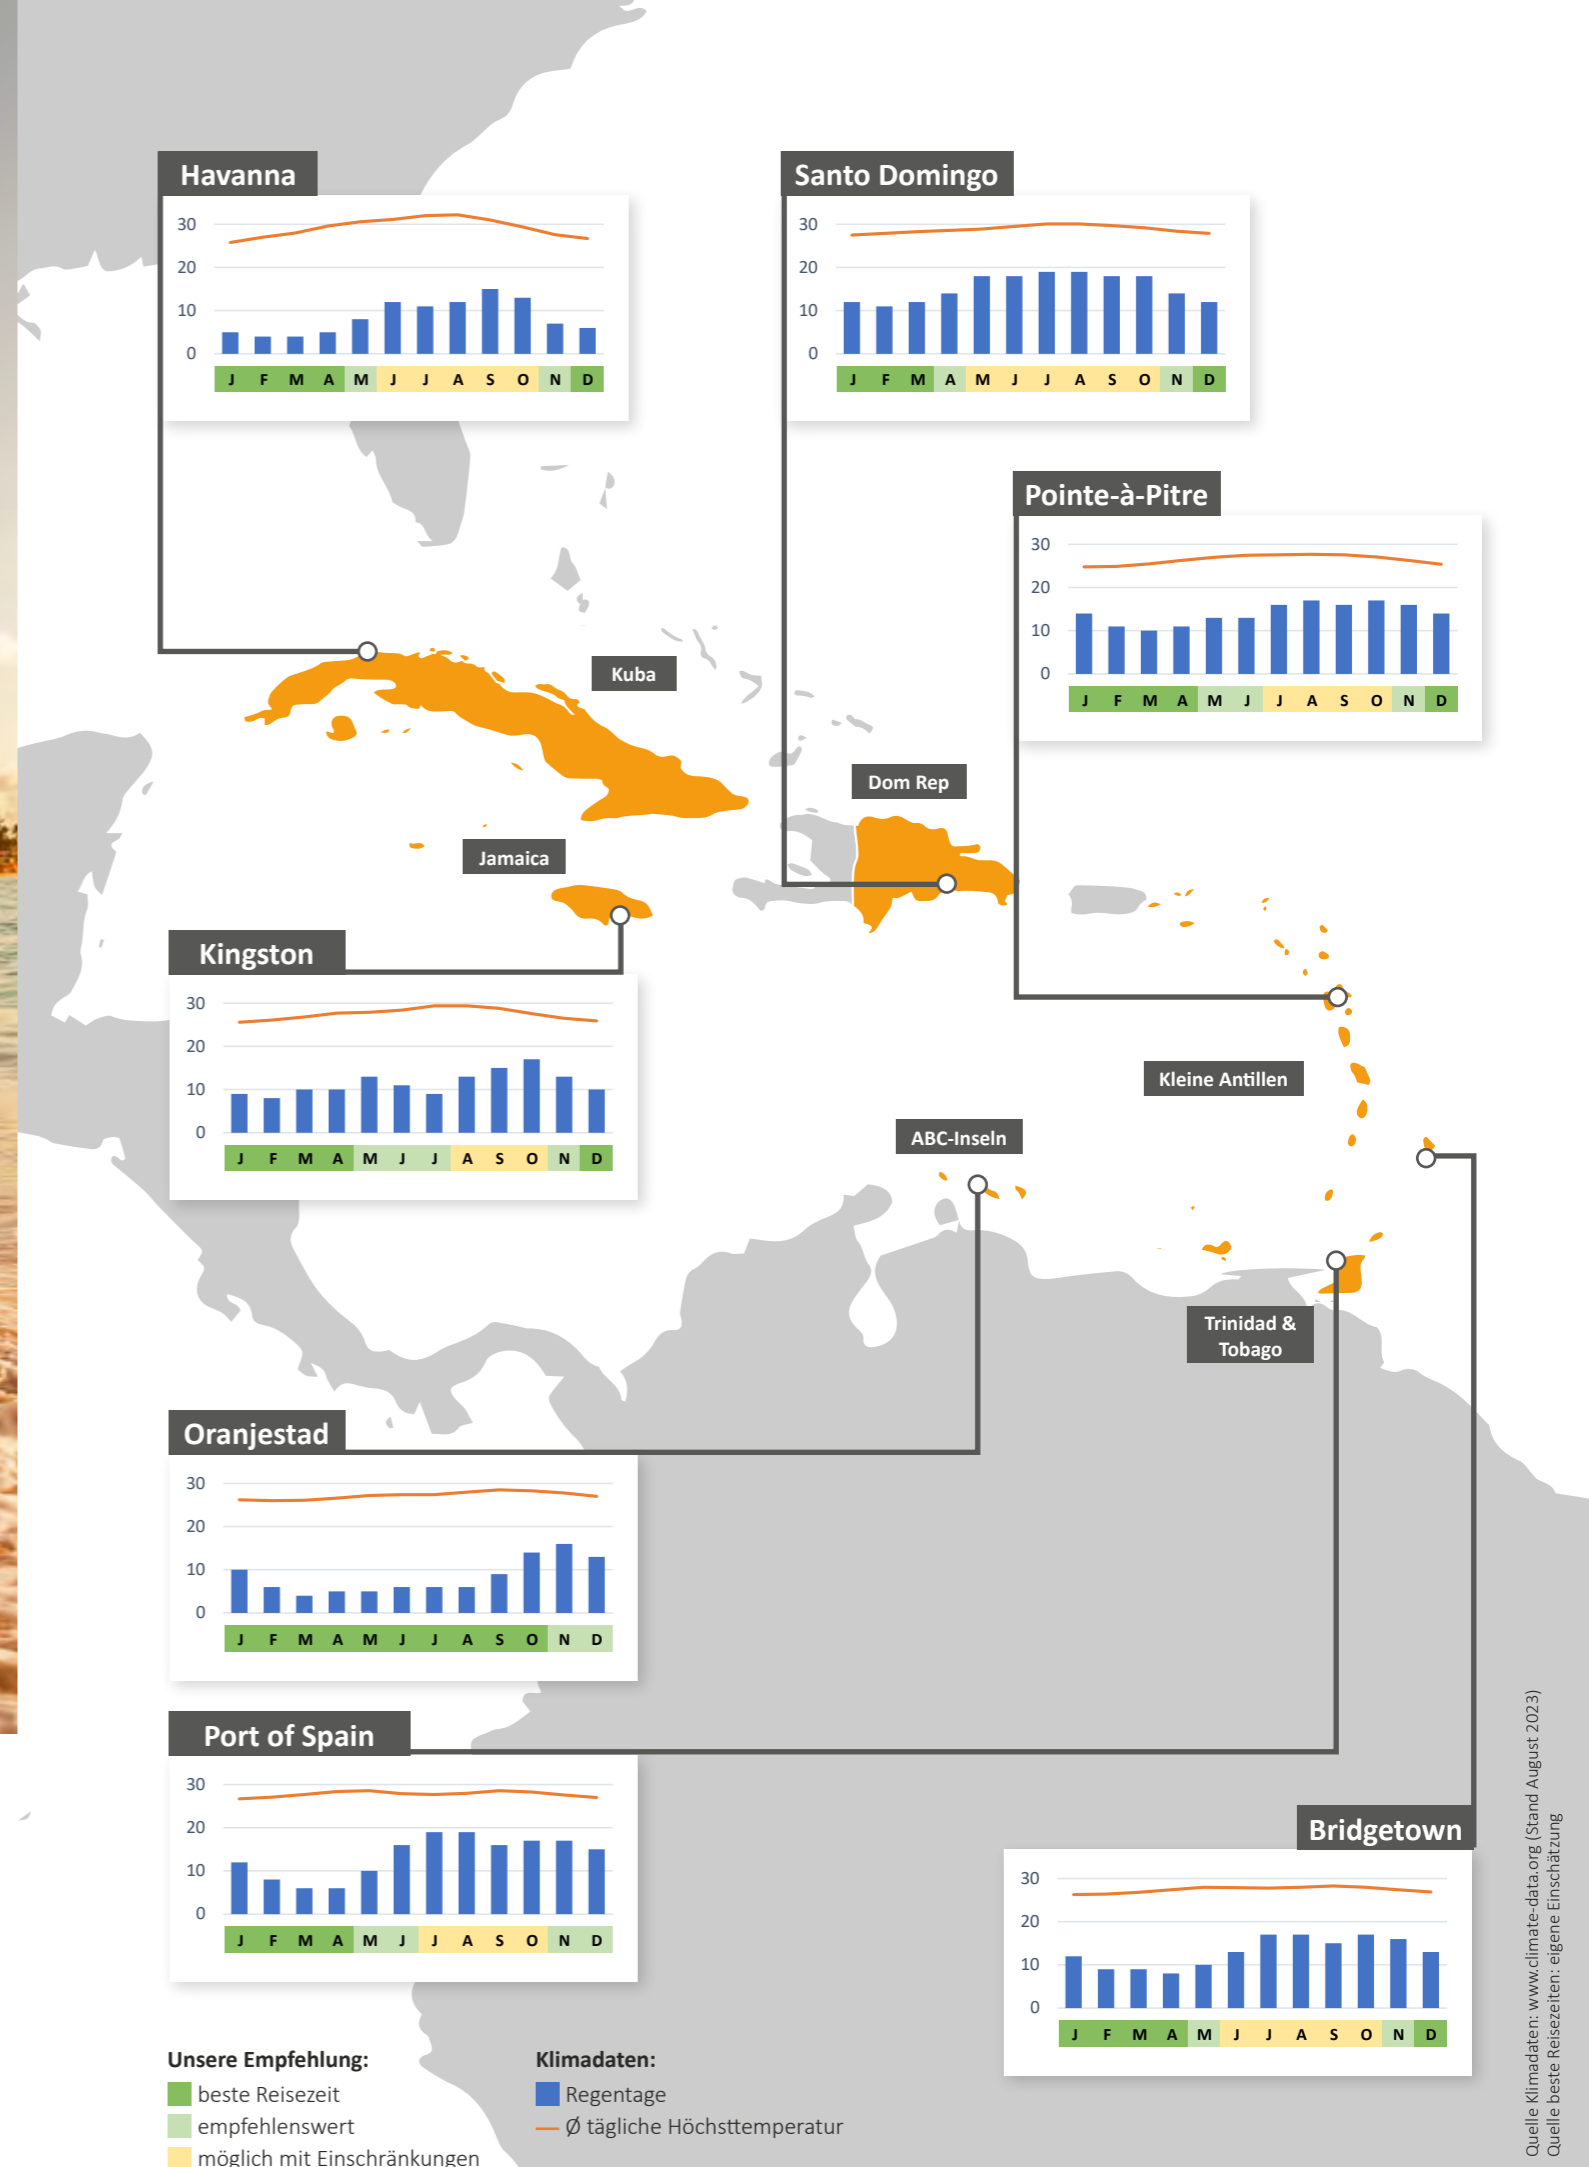 Havanna
30
20
10
0
J F M A M J J A S O N D
Santo Domingo
30
20
10
0
J F M A M J J A S O N D
Pointe-à-Pitre
30
20
10
0
J F M A M J J A S O N D
Kuba
Dom Rep
Jamaica
Kingston
30
20
10
0
J F M A M J J A S O N D
Kleine Antillen
ABC-Inseln
Trinidad &
Tobago
Oranjestad
30
20
10
0
J F M A M J J A S O N D
Port of Spain
30
20
10
0
J F M A M J J A S O N D
Bridgetown
30
20
10
0
J F M A M J J A S O N D
Unsere Empfehlung:
beste Reisezeit
empfehlenswert
möglich mit Einschränkungen
Klimadaten:
Regentage
Ø tägliche Höchsttemperatur
Quelle Klimadaten: www.climate-data.org (Stand August 2023)
Quelle beste Reisezeiten: eigene Einschätzung